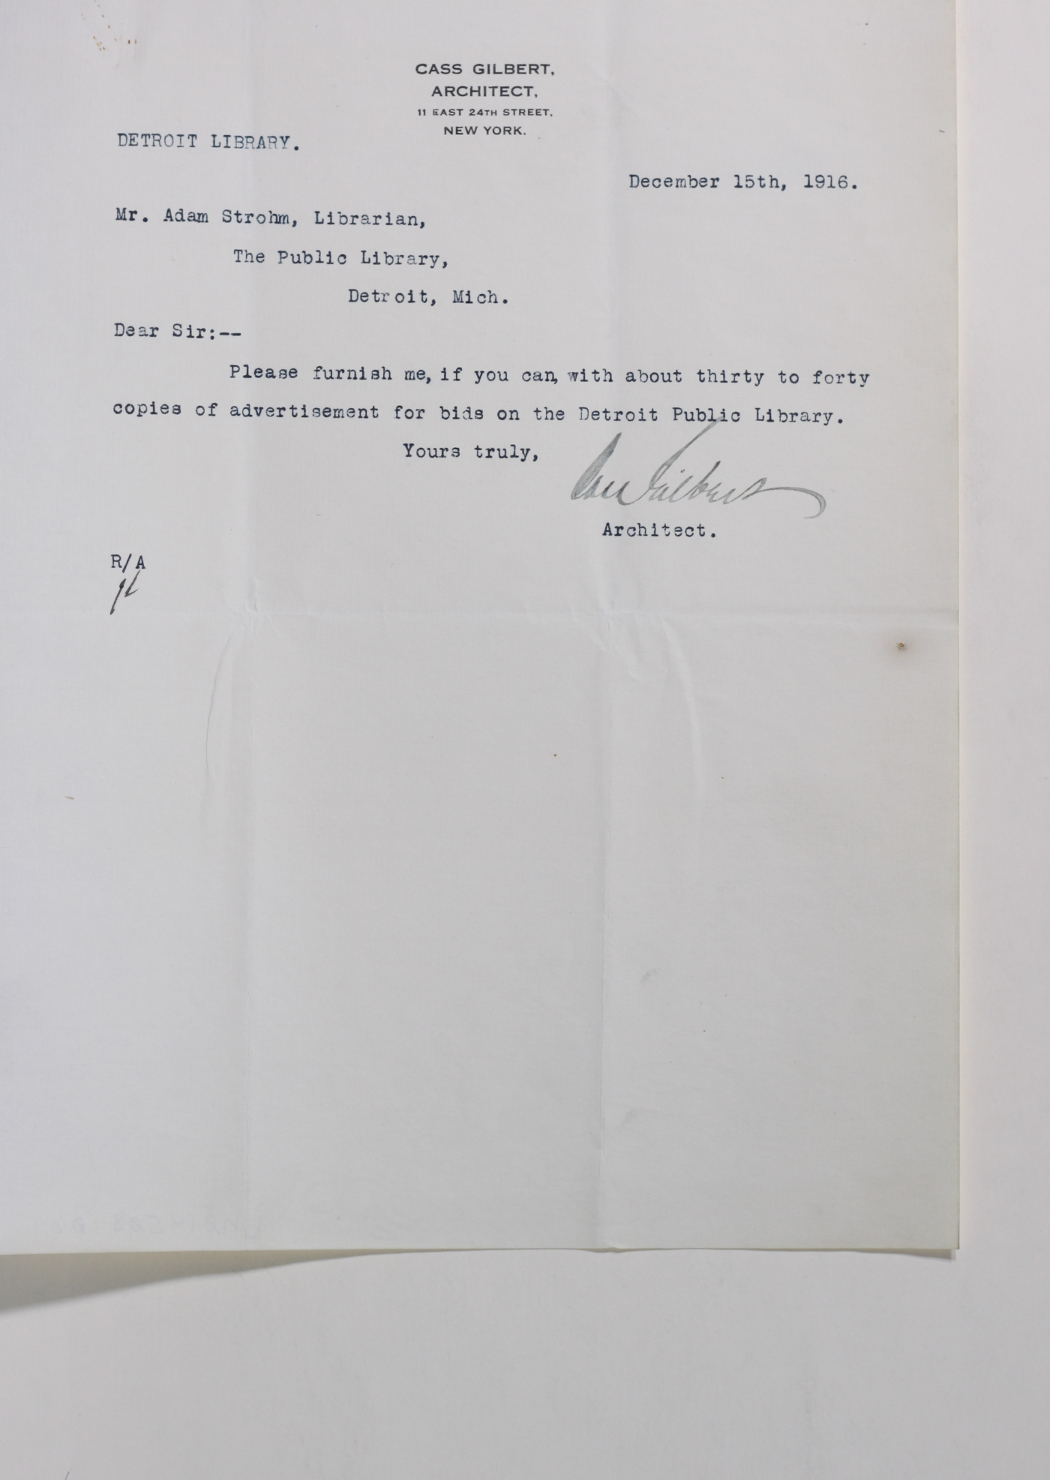 CASS GILBERT,
ARCHITECT,
11 EAST 24TH STREET,
NEW YORK.
DETROIT LIBRARY.
December 15th, 1916.
Mr. Adam Strohm, Librarian,
The Public Library,
Detroit, Mich.
Dear Sir:--
Please furnish me, if you can, with about thirty to forty
copies of advertisement for bids on the Detroit Public Library.
Yours truly,
Cass Gilbert
Architect.
R/A